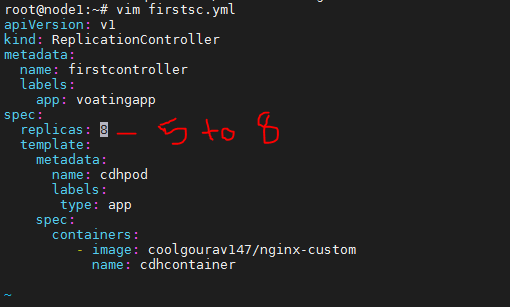 root@node1:~# vim firstsc.yml
apiVersion: v1
kind: ReplicationController
metadata:
  name: firstcontroller
  labels:
    app: voatingapp
spec:
  replicas: 8 — 5 to 8
  template:
    metadata:
      name: cdhpod
      labels:
       type: app
    spec:
      containers:
         - image: coolgourav147/nginx-custom
           name: cdhcontainer
~